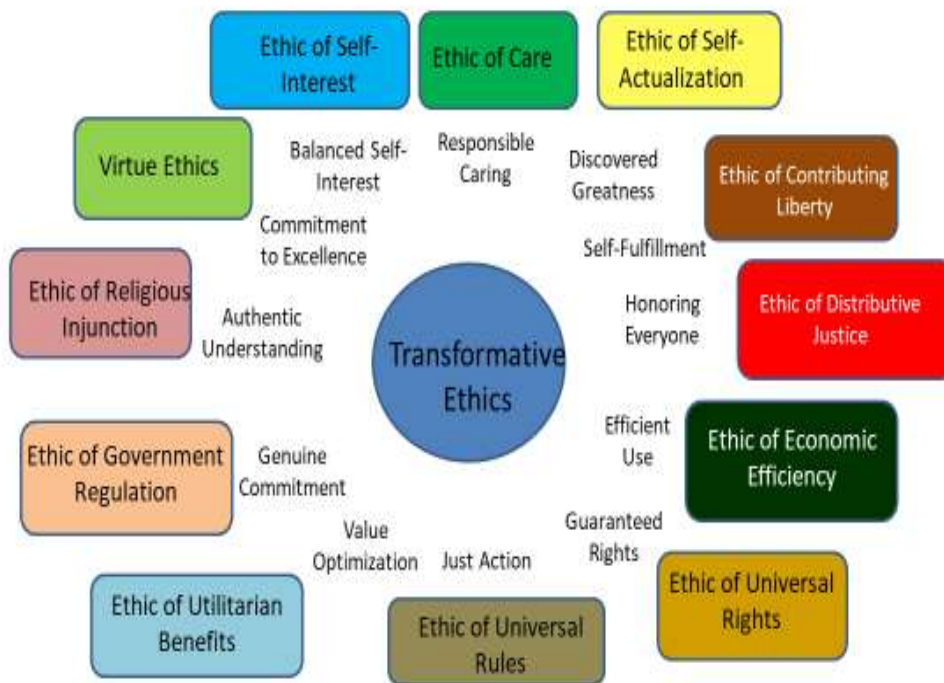 Ethic of Self-
Interest
Ethic of Care
Ethic of Self-
Actualization
Virtue Ethics
Balanced Self-
Interest
Responsible
Caring
Discovered
Greatness
Ethic of Contributing
Liberty
Commitment
to Excellence
Self-Fulfillment
Ethic of Religious
Injunction
Authentic
Understanding
Transformative
Ethics
Honoring
Everyone
Ethic of Distributive
Justice
Ethic of Government
Regulation
Genuine
Commitment
Efficient
Use
Ethic of Economic
Efficiency
Value
Optimization
Just Action
Guaranteed
Rights
Ethic of Utilitarian
Benefits
Ethic of Universal
Rules
Ethic of Universal
Rights